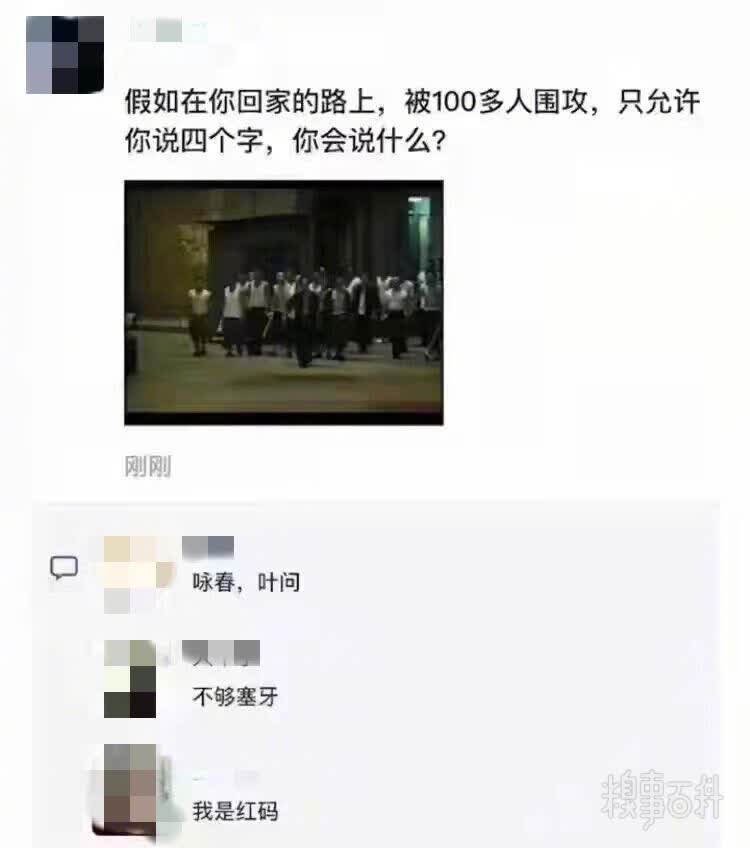 假如在你回家的路上，被100多人围攻，只允许
你说四个字，你会说什么？
刚刚
咏春，叶问
不够塞牙
我是红码
糗事百科